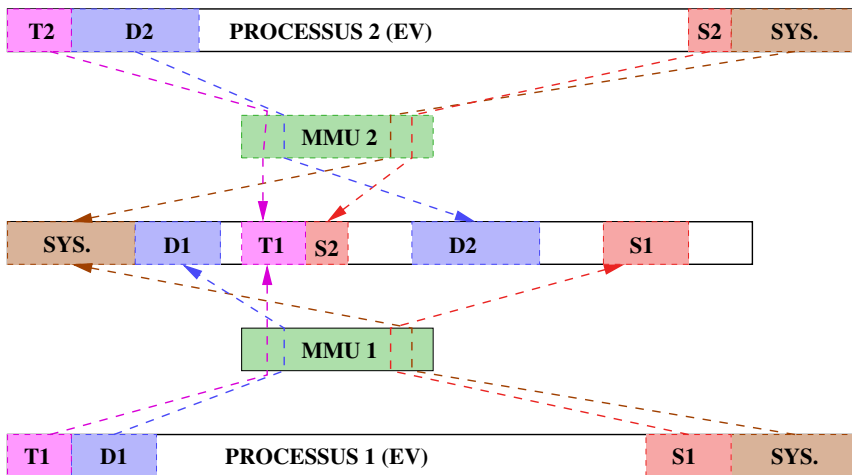 T2 D2 PROCESSUS 2 (EV) S2 SYS.
MMU 2
SYS. D1 T1 S2 D2 S1
MMU 1
T1 D1 PROCESSUS 1 (EV) S1 SYS.